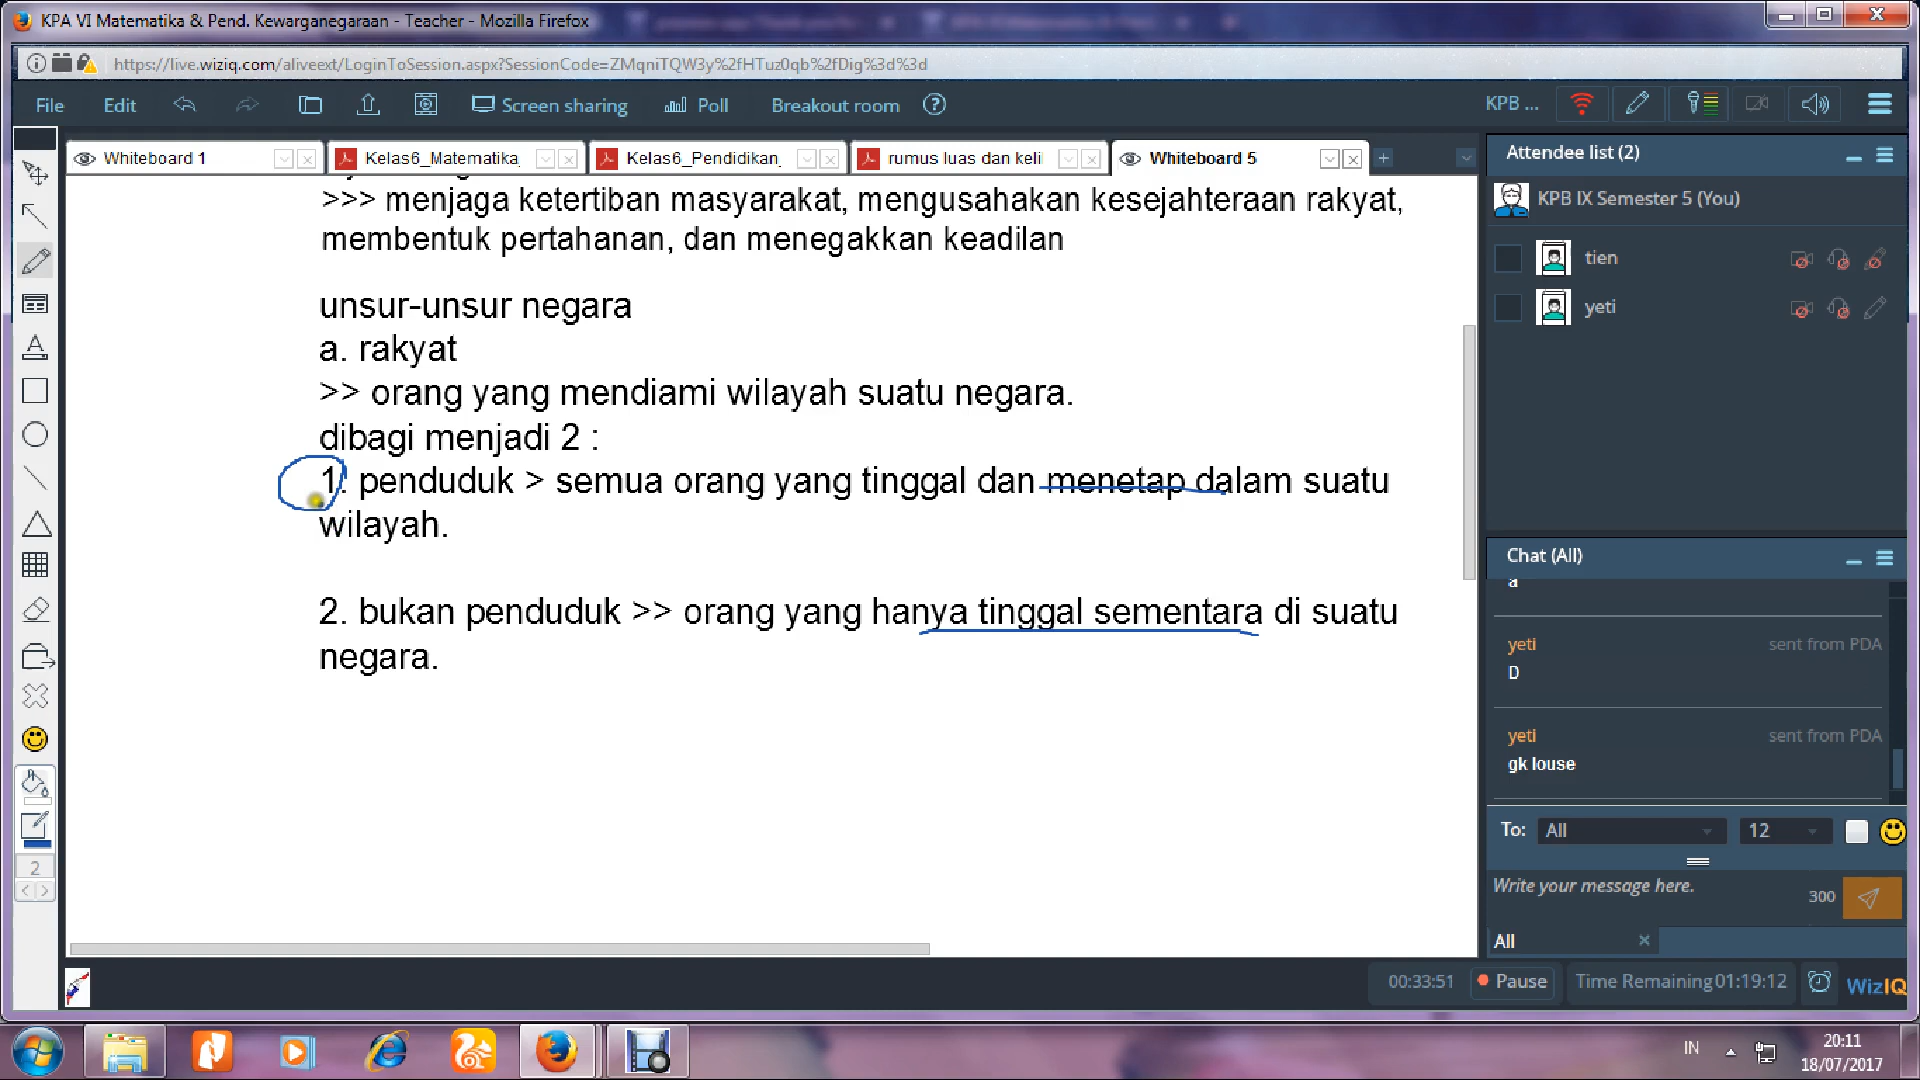 KPA VI Matematika & Pend. Kewarganegaraan - Teacher - Mozilla Firefox
https://live.wiziq.com/aliveext/LoginToSession.aspx?SessionCode=ZMqniTQW3y%2fHTuz0qb%2fDig%3d%3d
File Edit Screen sharing Poll Breakout room ? KPB ...
Whiteboard 1 Kelas6_Matematika_ Kelas6_Pendidikan_ rumus luas dan keli Whiteboard 5
>>> menjaga ketertiban masyarakat, mengusahakan kesejahteraan rakyat,
membentuk pertahanan, dan menegakkan keadilan
unsur-unsur negara
a. rakyat
>> orang yang mendiami wilayah suatu negara.
dibagi menjadi 2 :
1. penduduk > semua orang yang tinggal dan menetap dalam suatu
wilayah.
2. bukan penduduk >> orang yang hanya tinggal sementara di suatu
negara.
2
Attendee list (2)
KPB IX Semester 5 (You)
tien
yeti
Chat (All)
a
yeti sent from PDA
D
yeti sent from PDA
gk louse
To: All 12
Write your message here.
300
All
00:33:51 Pause Time Remaining 01:19:12 WizIQ
IN
20:11
18/07/2017